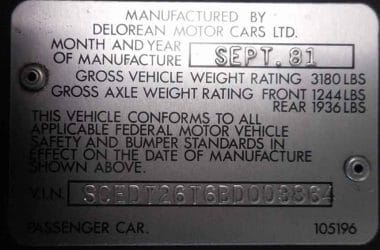 MANUFACTURED BY
DELOREAN MOTOR CARS LTD.
MONTH AND YEAR
OF MANUFACTURE SEPT. 81
GROSS VEHICLE WEIGHT RATING 3180 LBS
GROSS AXLE WEIGHT RATING FRONT 1244 LBS
REAR 1936 LBS
THIS VEHICLE CONFORMS TO ALL
APPLICABLE FEDERAL MOTOR VEHICLE
SAFETY AND BUMPER STANDARDS IN
EFFECT ON THE DATE OF MANUFACTURE
SHOWN ABOVE.
V.I.N. SCEDT26T6BD003864
PASSENGER CAR. 105196